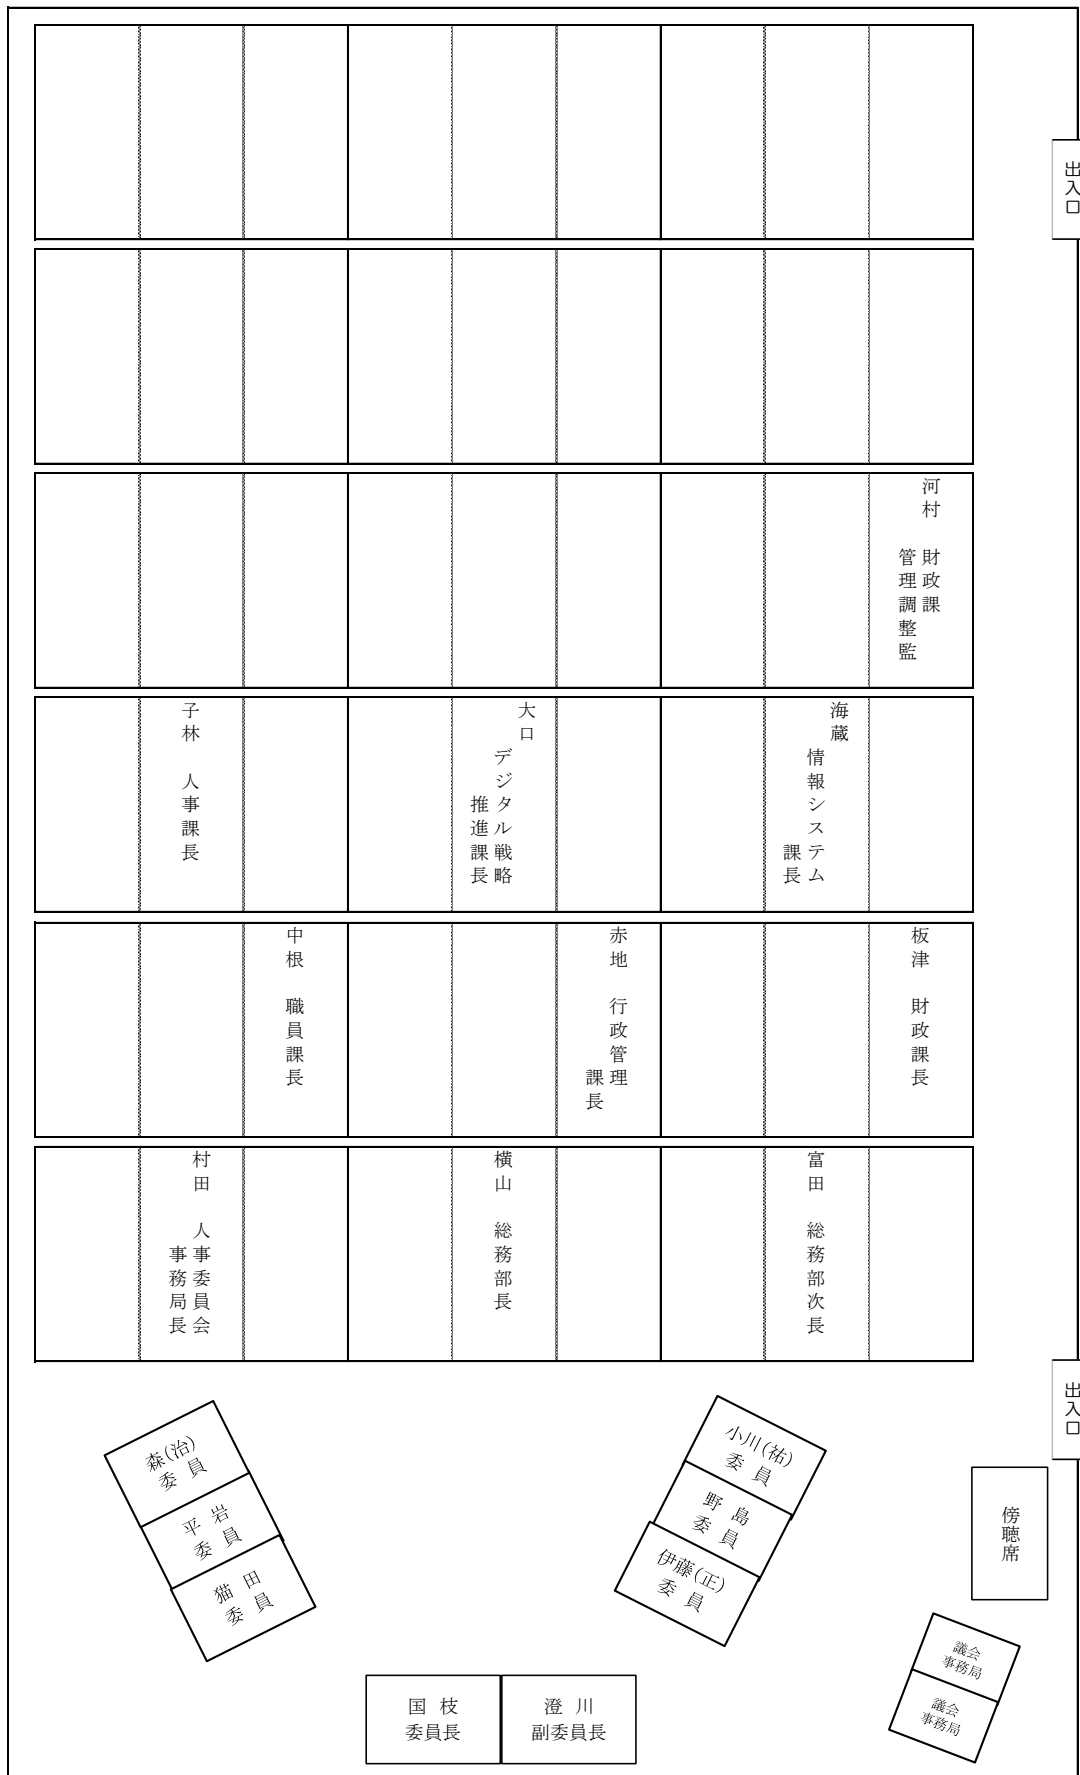 出入口
河村　財政課
管理調整監
子林　人事課長
大口
デジタル戦略
推進課長
海蔵
情報システム
課長
中根　職員課長
赤地　行政管理
課長
板津　財政課長
村田　人事委員会
事務局長
横山　総務部長
富田　総務部次長
出入口
森(治)
委員
平岩
委員
猫田
委員
小川(祐)
委員
野島
委員
伊藤(正)
委員
傍聴席
議会
事務局
議会
事務局
国枝
委員長
澄川
副委員長